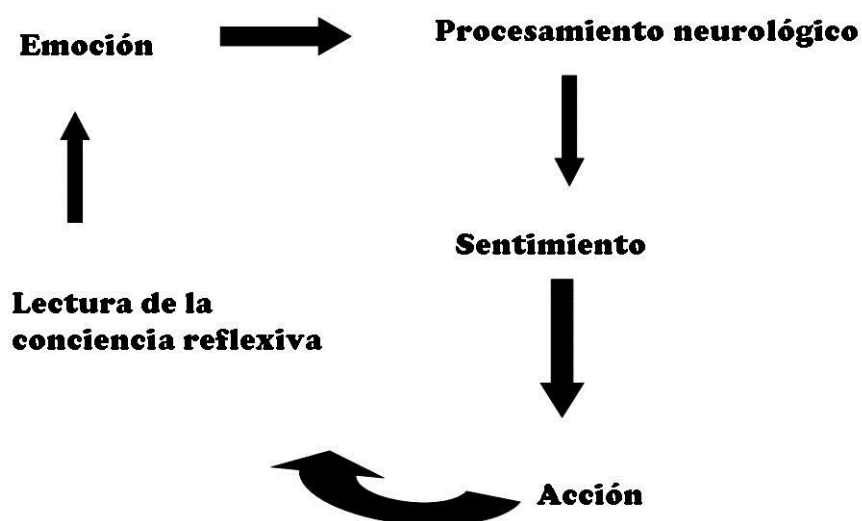 Emoción
Procesamiento neurológico
Sentimiento
Lectura de la
conciencia reflexiva
Acción